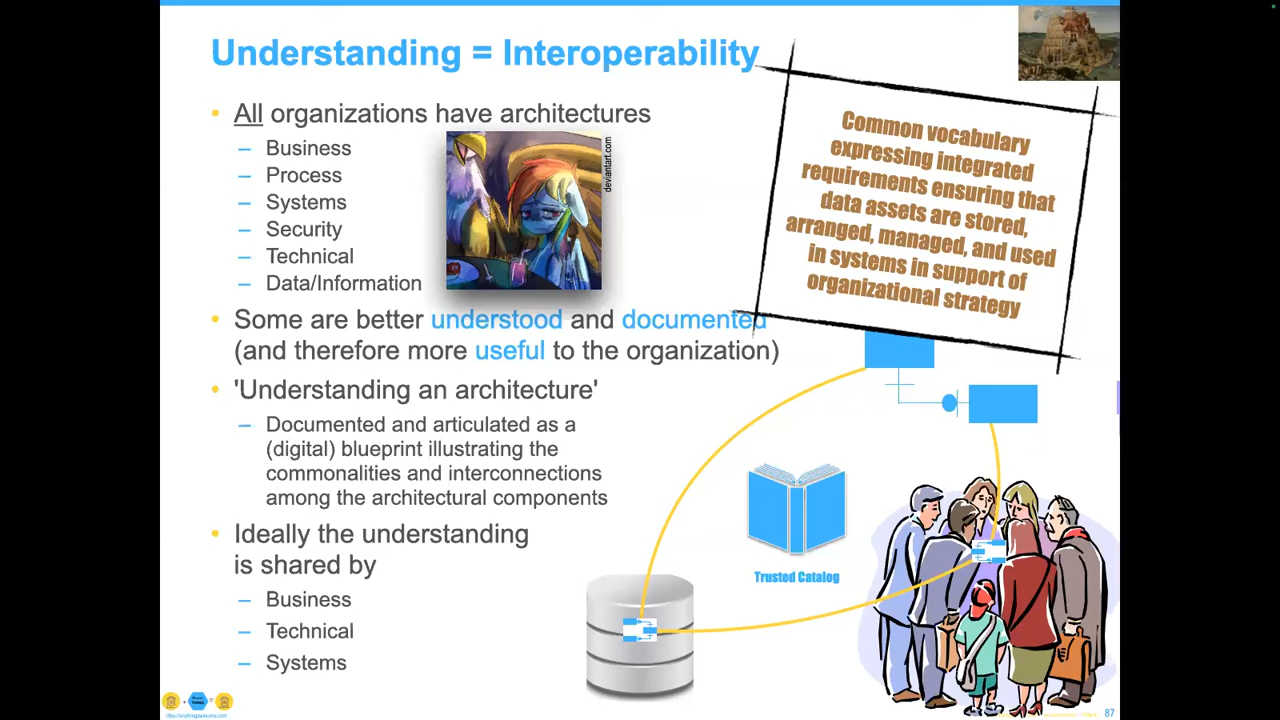 Understanding = Interoperability
• All organizations have architectures
– Business
– Process
– Systems
– Security
– Technical
– Data/Information
deviantart.com
Common vocabulary
expressing integrated
requirements ensuring that
data assets are stored,
arranged, managed, and used
in systems in support of
organizational strategy
• Some are better understood and documented
(and therefore more useful to the organization)
• 'Understanding an architecture'
– Documented and articulated as a
(digital) blueprint illustrating the
commonalities and interconnections
among the architectural components
• Ideally the understanding
is shared by
– Business
– Technical
– Systems
Trusted Catalog
https://anythingawesome.com
87